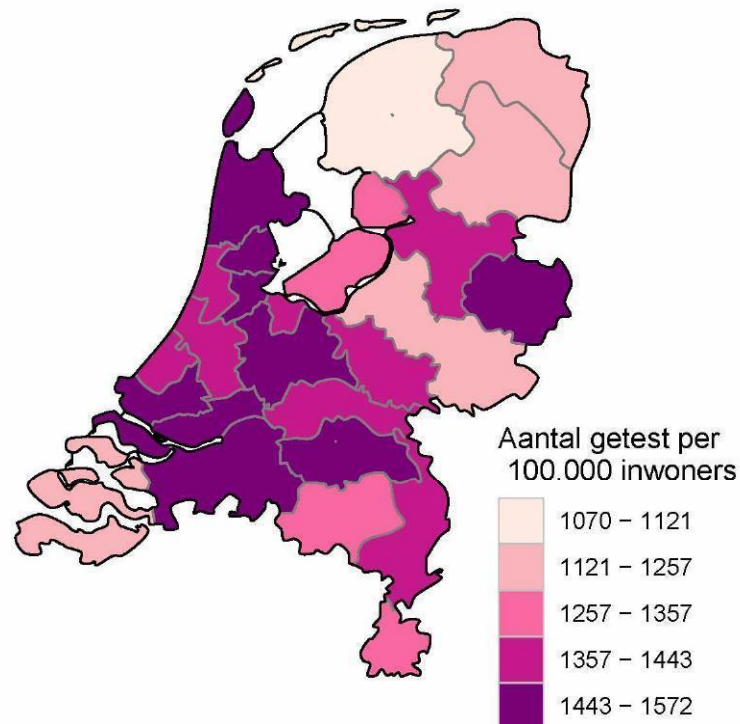 Aantal getest per
100.000 inwoners
1070 – 1121
1121 – 1257
1257 – 1357
1357 – 1443
1443 – 1572